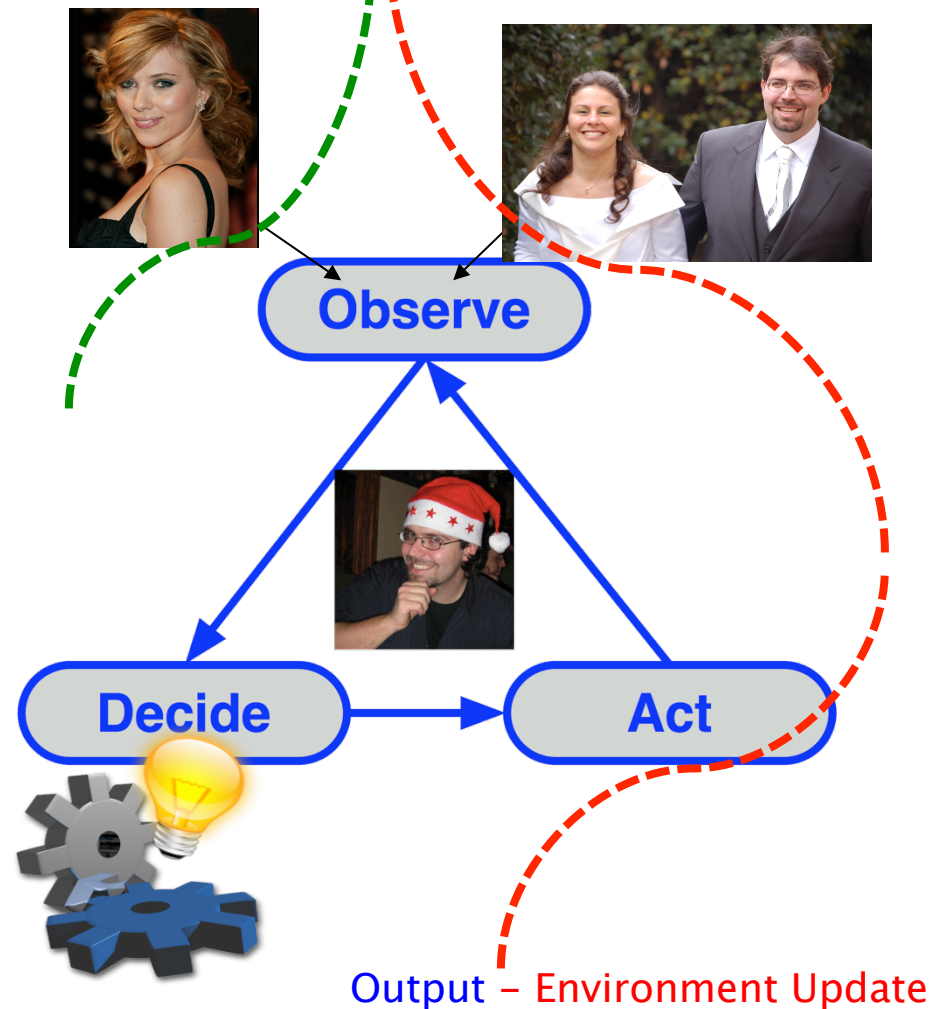 Observe
Decide
Act
Output – Environment Update